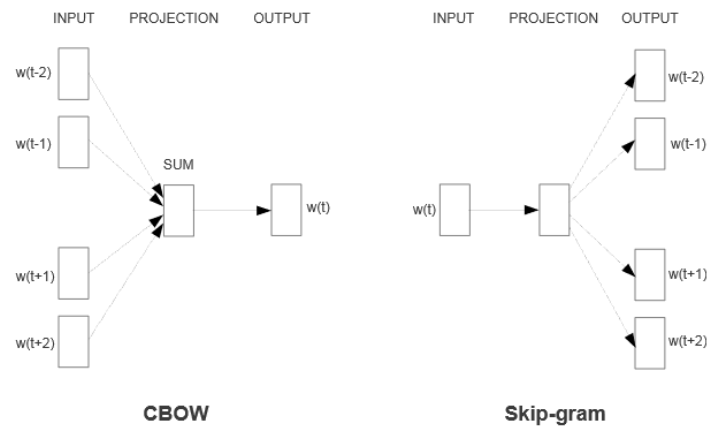 INPUT PROJECTION OUTPUT
w(t-2)
w(t-1)
SUM
w(t)
w(t+1)
w(t+2)
CBOW
INPUT PROJECTION OUTPUT
w(t-2)
w(t-1)
w(t)
w(t+1)
w(t+2)
Skip-gram